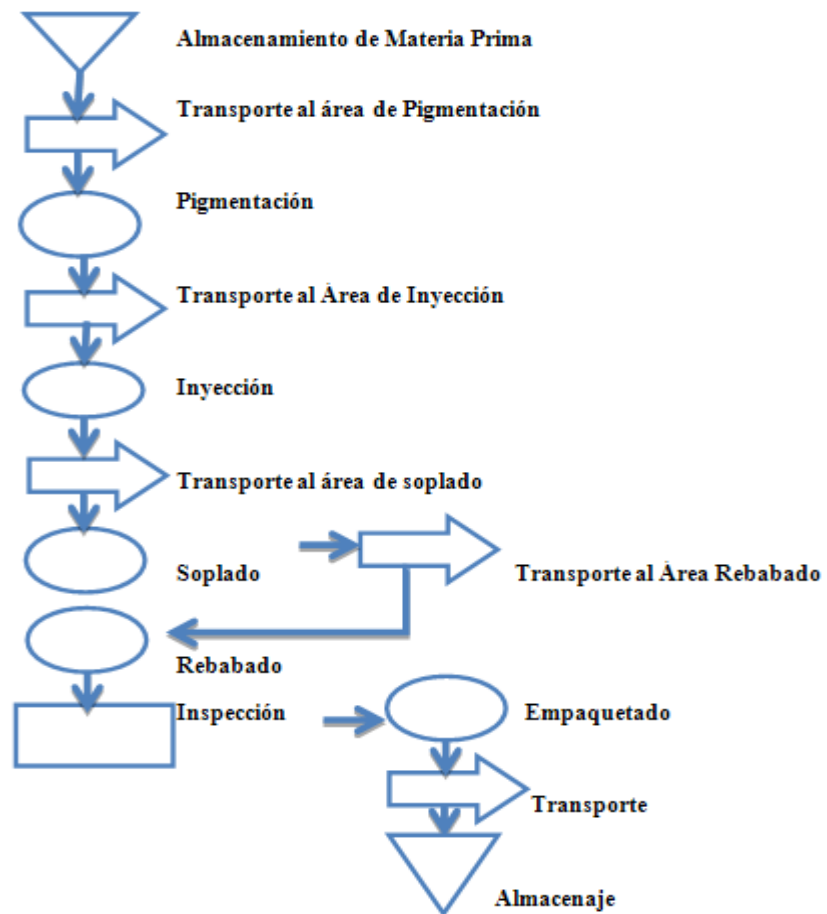 Almacenamiento de Materia Prima
Transporte al área de Pigmentación
Pigmentación
Transporte al Área de Inyección
Inyección
Transporte al área de soplado
Soplado
Transporte al Área Rebabado
Rebabado
Inspección
Empaquetado
Transporte
Almacenaje